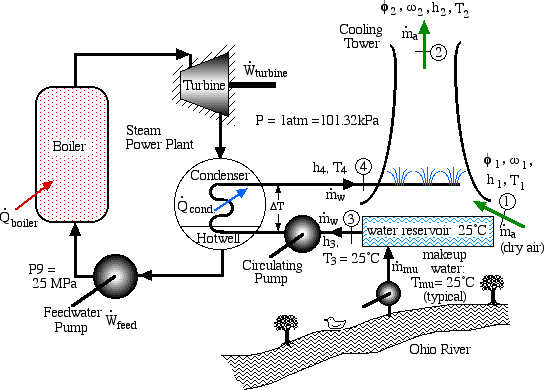 ϕ2 , ω2 , h2 , T2
Cooling
Tower
ṁa
2
Ẇturbine
Turbine
P = 1atm =101.32kPa
Steam
Power Plant
Boiler
Condenser
h4, T4
4
ṁw
ϕ1, ω1,
h1, T1
1
Q̇cond
ΔT
Q̇boiler
Hotwell
ṁw
3
h3,
T3 = 25°C
water reservoir 25°C
ṁa
(dry air)
Circulating
Pump
makeup
water:
Tmu= 25°C
(typical)
ṁmu
P9 =
25 MPa
Feedwater
Pump
Ẇfeed
Ohio River